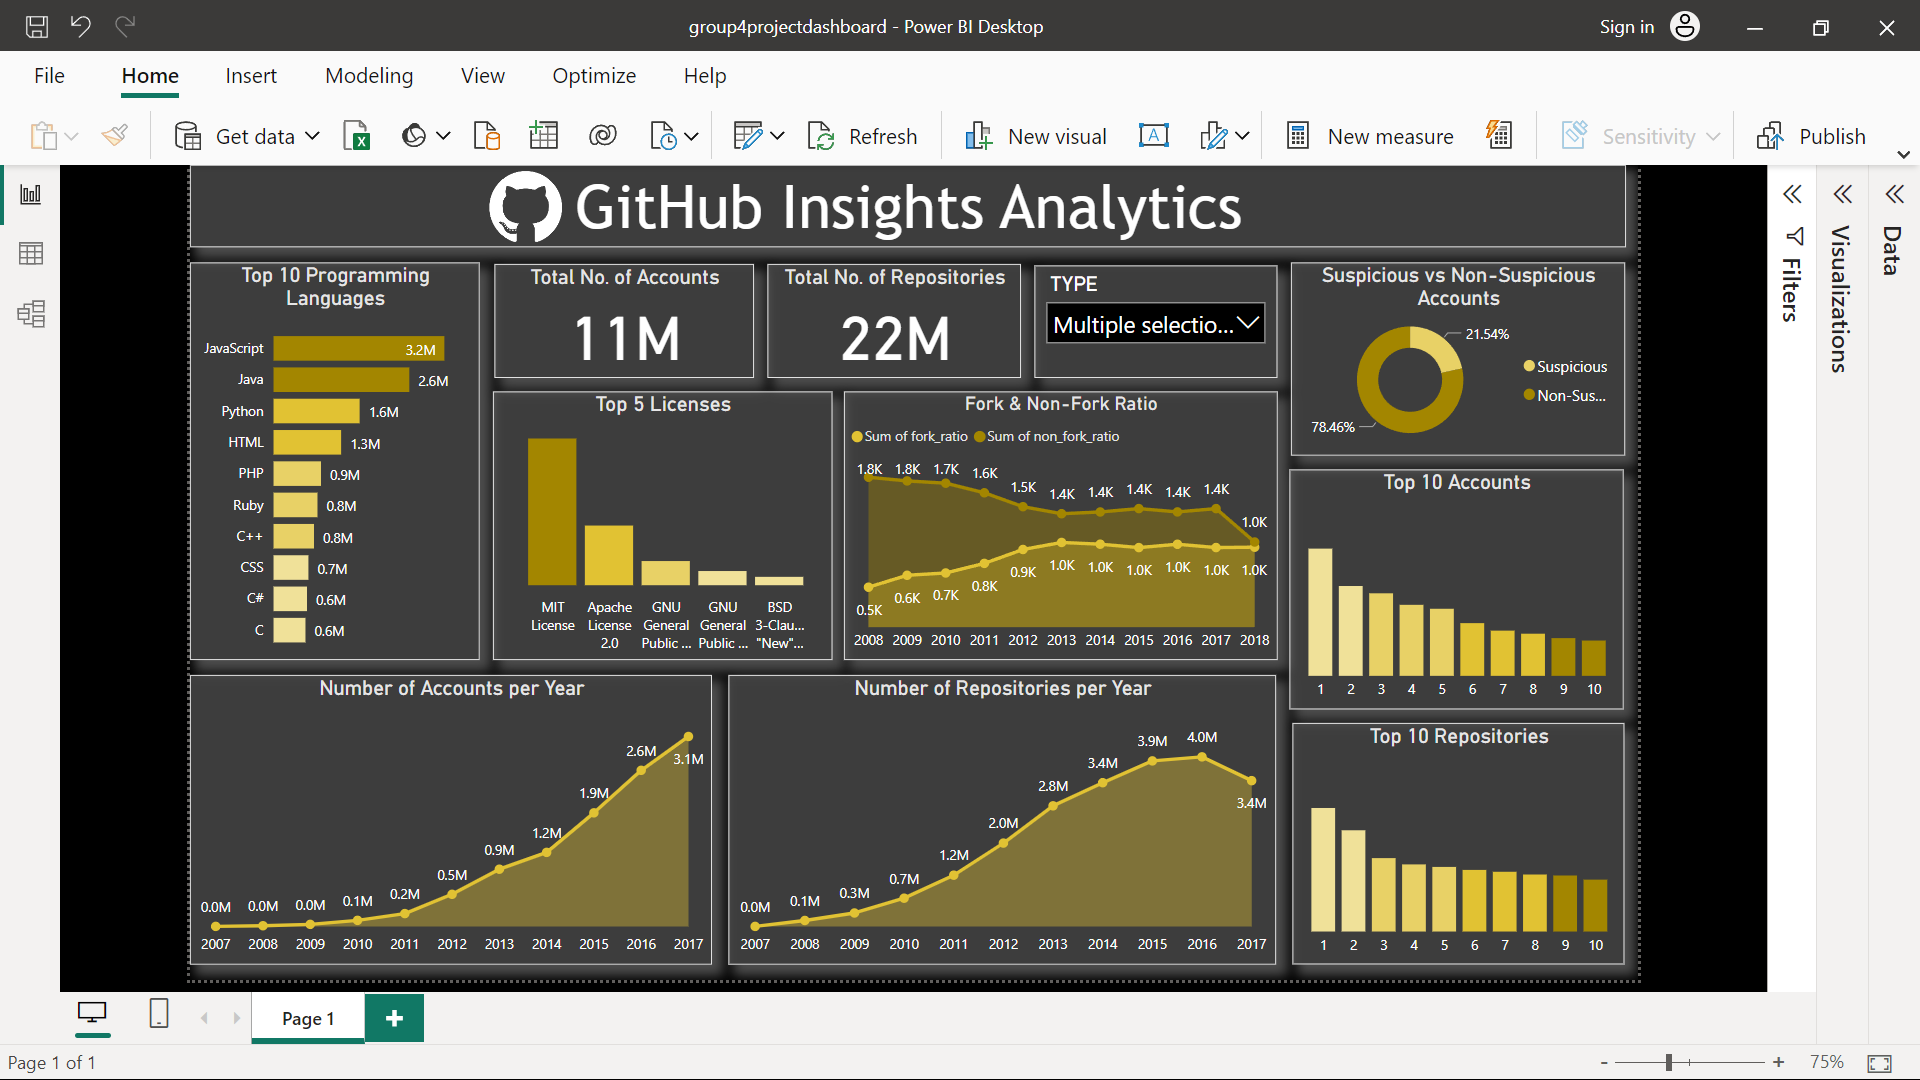 group4projectdashboard - Power BI Desktop
Sign in
File
Home
Insert
Modeling
View
Optimize
Help
Get data
Refresh
New visual
New measure
Sensitivity
Publish
GitHub Insights Analytics
Filters
Visualizations
Data
Top 10 Programming
Languages
JavaScript 3.2M
Java 2.6M
Python 1.6M
HTML 1.3M
PHP 0.9M
Ruby 0.8M
C++ 0.8M
CSS 0.7M
C# 0.6M
C 0.6M
Total No. of Accounts
11M
Total No. of Repositories
22M
TYPE
Multiple selectio...
Suspicious vs Non-Suspicious
Accounts
21.54%
78.46%
Suspicious
Non-Sus...
Top 5 Licenses
MIT
License
Apache
License
2.0
GNU
General
Public ...
GNU
General
Public ...
BSD
3-Clau...
"New"...
Fork & Non-Fork Ratio
Sum of fork_ratio Sum of non_fork_ratio
1.8K 1.8K 1.7K 1.6K 1.5K 1.4K 1.4K 1.4K 1.4K 1.4K 1.0K
0.5K 0.6K 0.7K 0.8K 0.9K 1.0K 1.0K 1.0K 1.0K 1.0K 1.0K
2008 2009 2010 2011 2012 2013 2014 2015 2016 2017 2018
Top 10 Accounts
1 2 3 4 5 6 7 8 9 10
Number of Accounts per Year
0.0M 0.0M 0.0M 0.1M 0.2M 0.5M 0.9M 1.2M 1.9M 2.6M 3.1M
2007 2008 2009 2010 2011 2012 2013 2014 2015 2016 2017
Number of Repositories per Year
0.0M 0.1M 0.3M 0.7M 1.2M 2.0M 2.8M 3.4M 3.9M 4.0M 3.4M
2007 2008 2009 2010 2011 2012 2013 2014 2015 2016 2017
Top 10 Repositories
1 2 3 4 5 6 7 8 9 10
Page 1
Page 1 of 1
75%